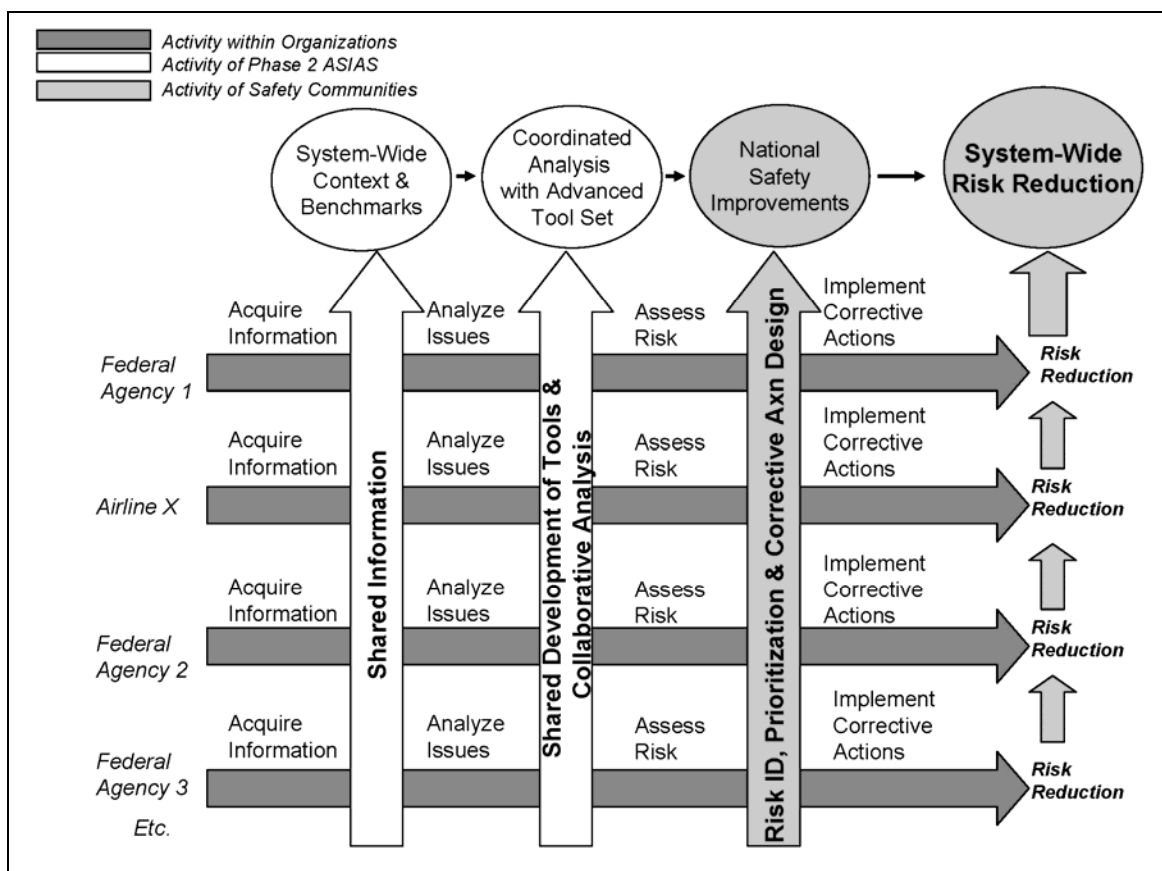 Activity within Organizations
Activity of Phase 2 ASIAS
Activity of Safety Communities
System-Wide
Context &
Benchmarks
Coordinated
Analysis
with Advanced
Tool Set
National
Safety
Improvements
System-Wide
Risk Reduction
Acquire
Information
Analyze
Issues
Assess
Risk
Implement
Corrective
Actions
Federal
Agency 1
Risk
Reduction
Acquire
Information
Analyze
Issues
Assess
Risk
Implement
Corrective
Actions
Airline X
Risk
Reduction
Acquire
Information
Analyze
Issues
Assess
Risk
Implement
Corrective
Actions
Federal
Agency 2
Risk
Reduction
Acquire
Information
Analyze
Issues
Assess
Risk
Implement
Corrective
Actions
Federal
Agency 3
Risk
Reduction
Etc.
Shared Information
Shared Development of Tools &
Collaborative Analysis
Risk ID, Prioritization & Corrective Axn Design